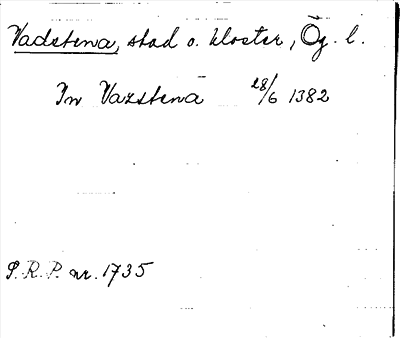 Vadstena, stad o. kloster, Ög. l.
In Vazstena 28/6 1382
S.R.P. nr. 1735